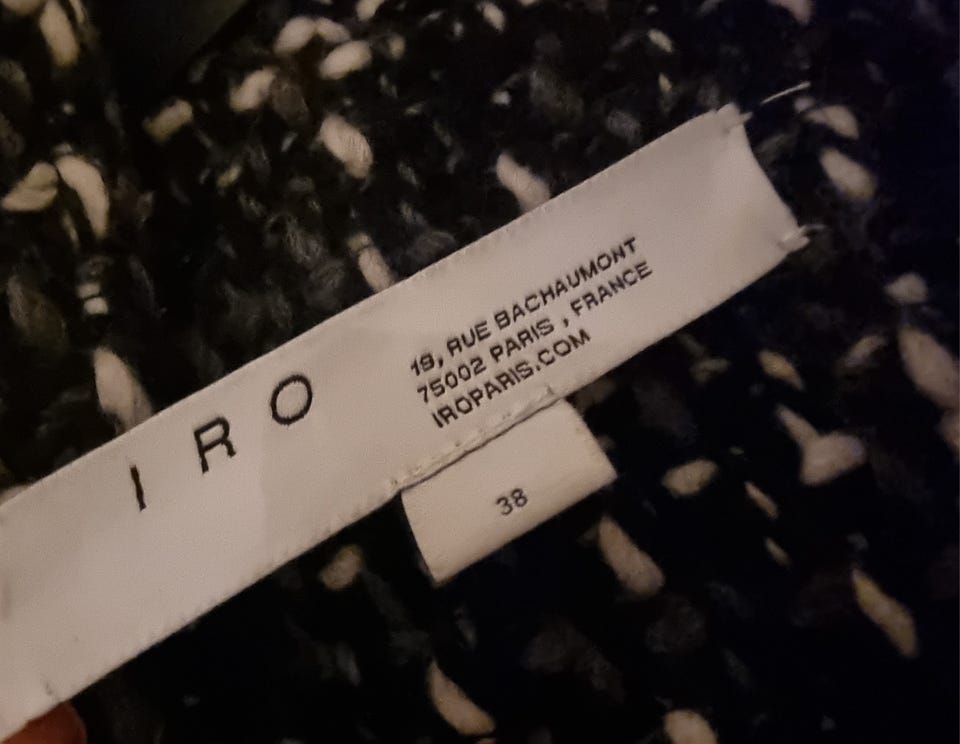 IRO
19, RUE BACHAUMONT
75002 PARIS , FRANCE
IROPARIS.COM
38